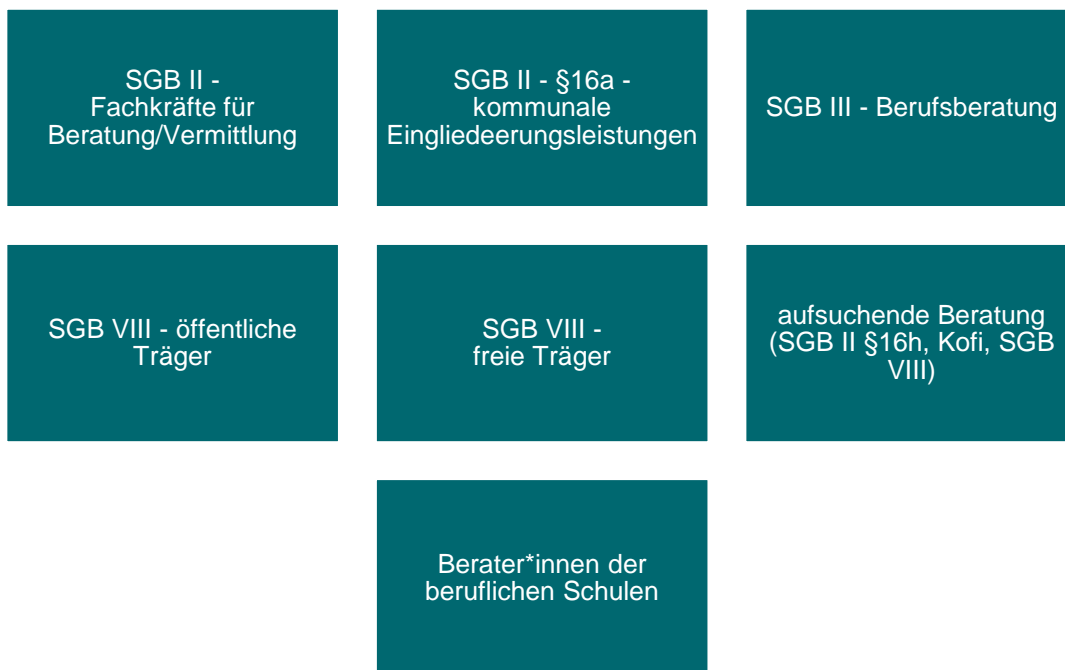 SGB II -
Fachkräfte für
Beratung/Vermittlung
SGB II - §16a -
kommunale
Eingliedeerungsleistungen
SGB III - Berufsberatung
SGB VIII - öffentliche
Träger
SGB VIII -
freie Träger
aufsuchende Beratung
(SGB II §16h, Kofi, SGB
VIII)
Berater*innen der
beruflichen Schulen